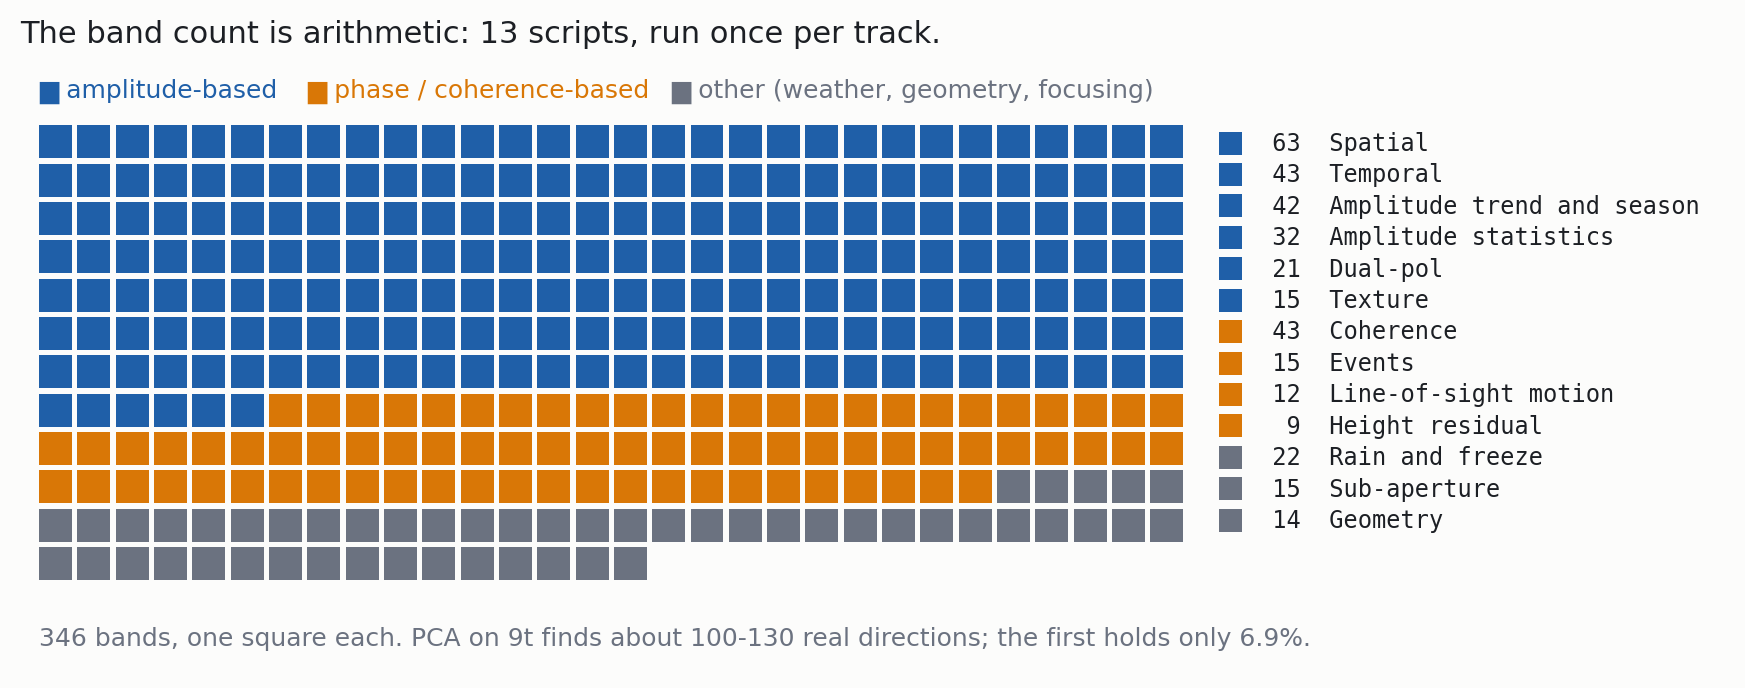 The band count is arithmetic: 13 scripts, run once per track.
amplitude-based phase / coherence-based other (weather, geometry, focusing)
63 Spatial
43 Temporal
42 Amplitude trend and season
32 Amplitude statistics
21 Dual-pol
15 Texture
43 Coherence
15 Events
12 Line-of-sight motion
9 Height residual
22 Rain and freeze
15 Sub-aperture
14 Geometry
346 bands, one square each. PCA on 9t finds about 100-130 real directions; the first holds only 6.9%.